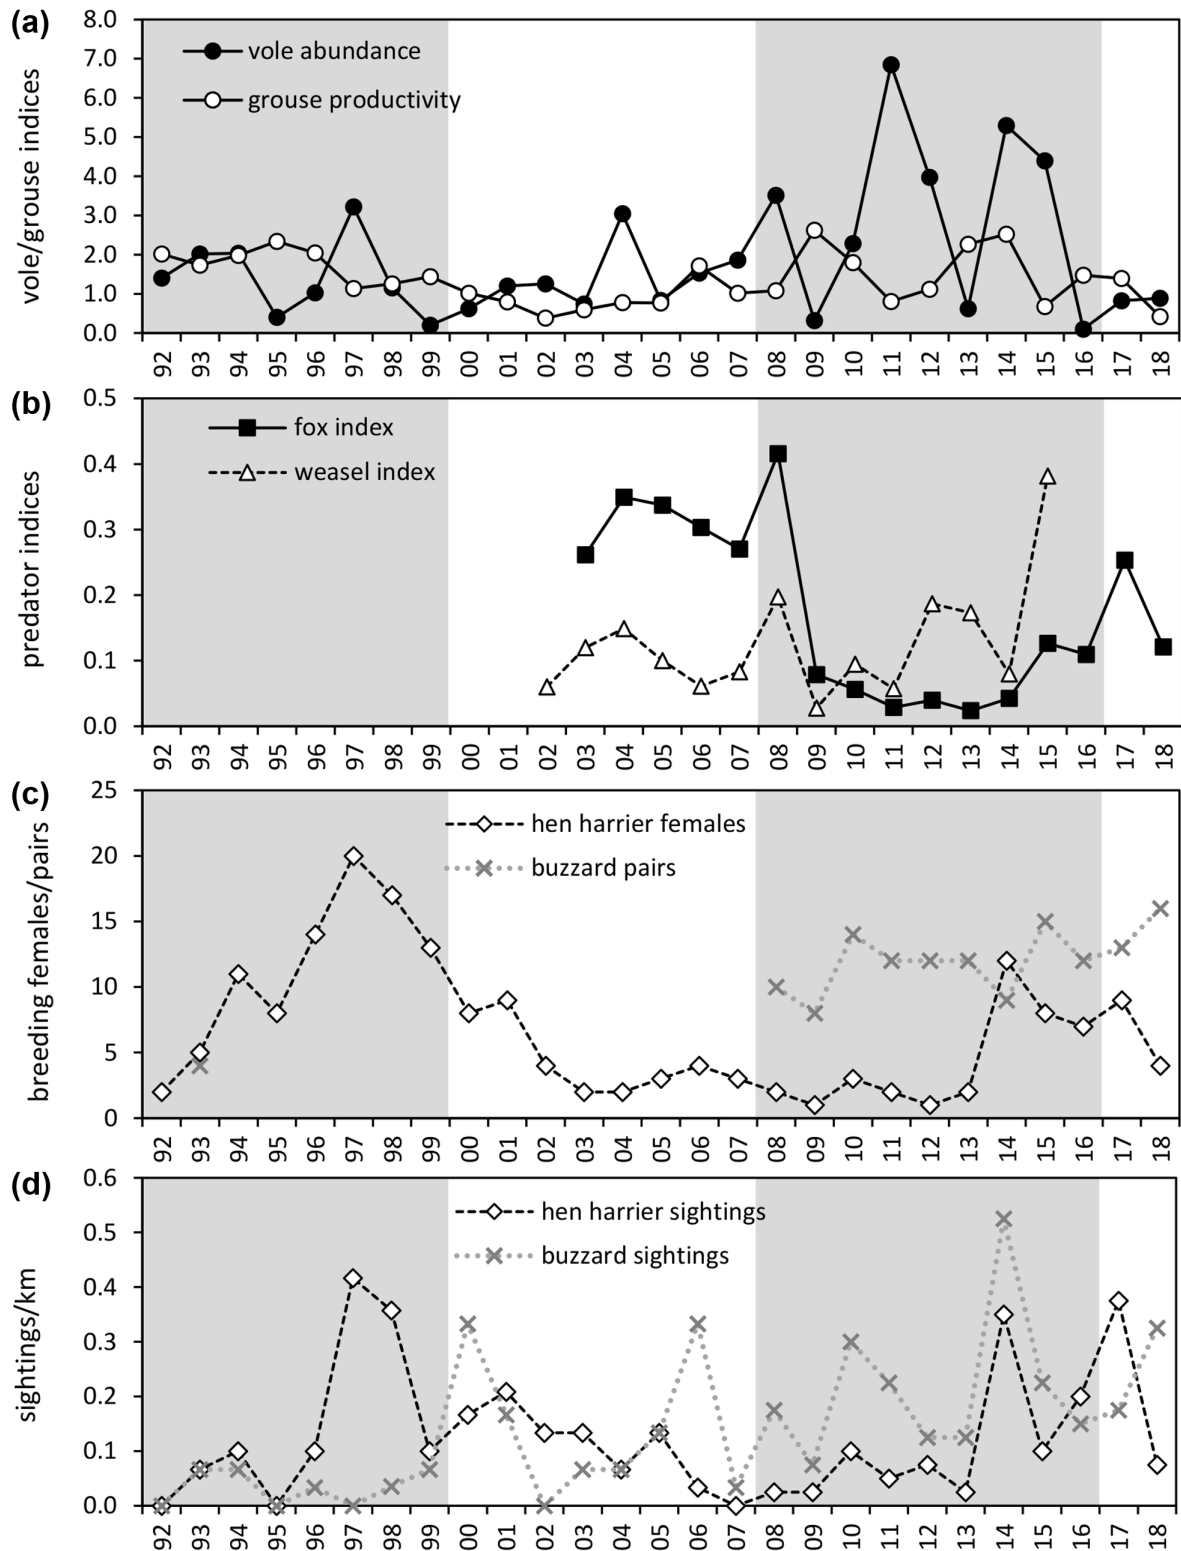 (a)
vole/grouse indices
8.0
7.0
6.0
5.0
4.0
3.0
2.0
1.0
0.0
vole abundance
grouse productivity
92 93 94 95 96 97 98 99 00 01 02 03 04 05 06 07 08 09 10 11 12 13 14 15 16 17 18
(b)
predator indices
0.5
0.4
0.3
0.2
0.1
0.0
fox index
weasel index
92 93 94 95 96 97 98 99 00 01 02 03 04 05 06 07 08 09 10 11 12 13 14 15 16 17 18
(c)
breeding females/pairs
25
20
15
10
5
0
hen harrier females
buzzard pairs
92 93 94 95 96 97 98 99 00 01 02 03 04 05 06 07 08 09 10 11 12 13 14 15 16 17 18
(d)
sightings/km
0.6
0.5
0.4
0.3
0.2
0.1
0.0
hen harrier sightings
buzzard sightings
92 93 94 95 96 97 98 99 00 01 02 03 04 05 06 07 08 09 10 11 12 13 14 15 16 17 18